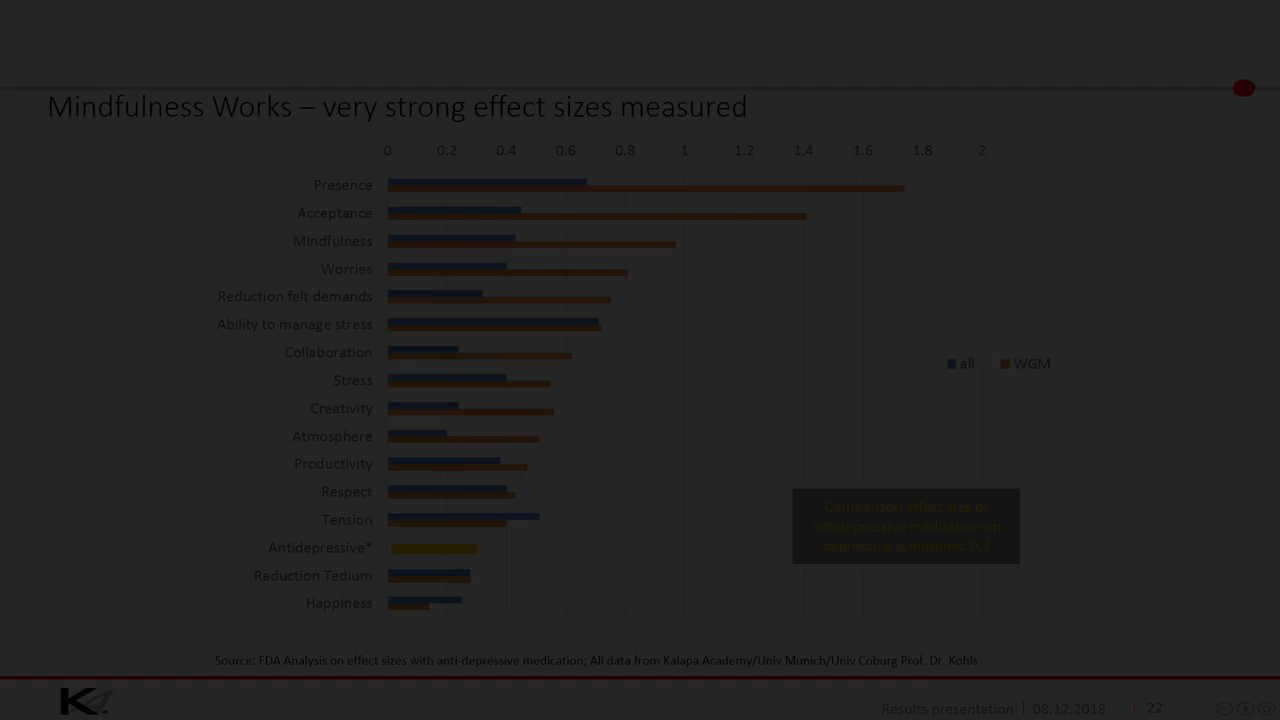 Mindfulness Works – very strong effect sizes measured
0 0.2 0.4 0.6 0.8 1 1.2 1.4 1.6 1.8 2
Presence
Acceptance
Mindfulness
Worries
Reduction felt demands
Ability to manage stress
Collaboration
all WGM
Stress
Creativity
Atmosphere
Productivity
Respect
Tension
Antidepressive*
Reduction Tedium
Happiness
Comparison effect size of
antidepressive meditation on
depressive symptoms: 0,3
Source: FDA Analysis on effect sizes with anti-depressive medication; All data from Kalapa Academy/Univ Munich/Univ Coburg Prof. Dr. Kohls
K4.
Results presentation | 08.12.2018 | 22